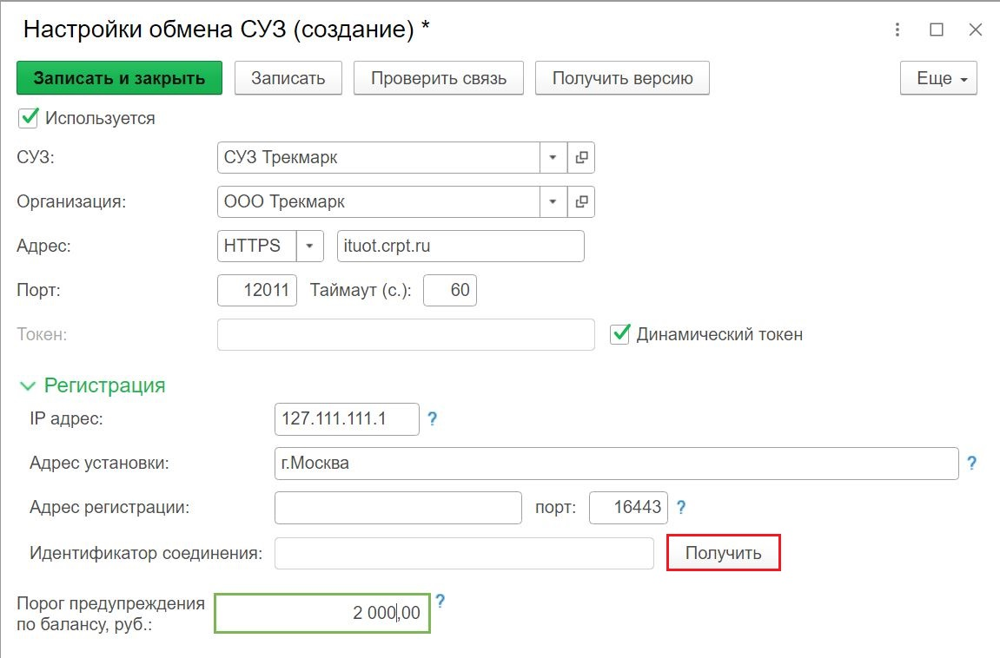 Настройки обмена СУЗ (создание) *
Записать и закрыть Записать Проверить связь Получить версию Еще
Используется
СУЗ: СУЗ Трекмарк
Организация: ООО Трекмарк
Адрес: HTTPS ituot.crpt.ru
Порт: 12011 Таймаут (с.): 60
Токен: Динамический токен
Регистрация
IP адрес: 127.111.111.1 ?
Адрес установки: г.Москва ?
Адрес регистрации: порт: 16443 ?
Идентификатор соединения: Получить
Порог предупреждения
по балансу, руб.: 2 000,00 ?